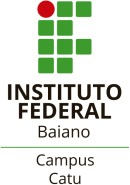 INSTITUTO
FEDERAL
Baiano
Campus
Catu